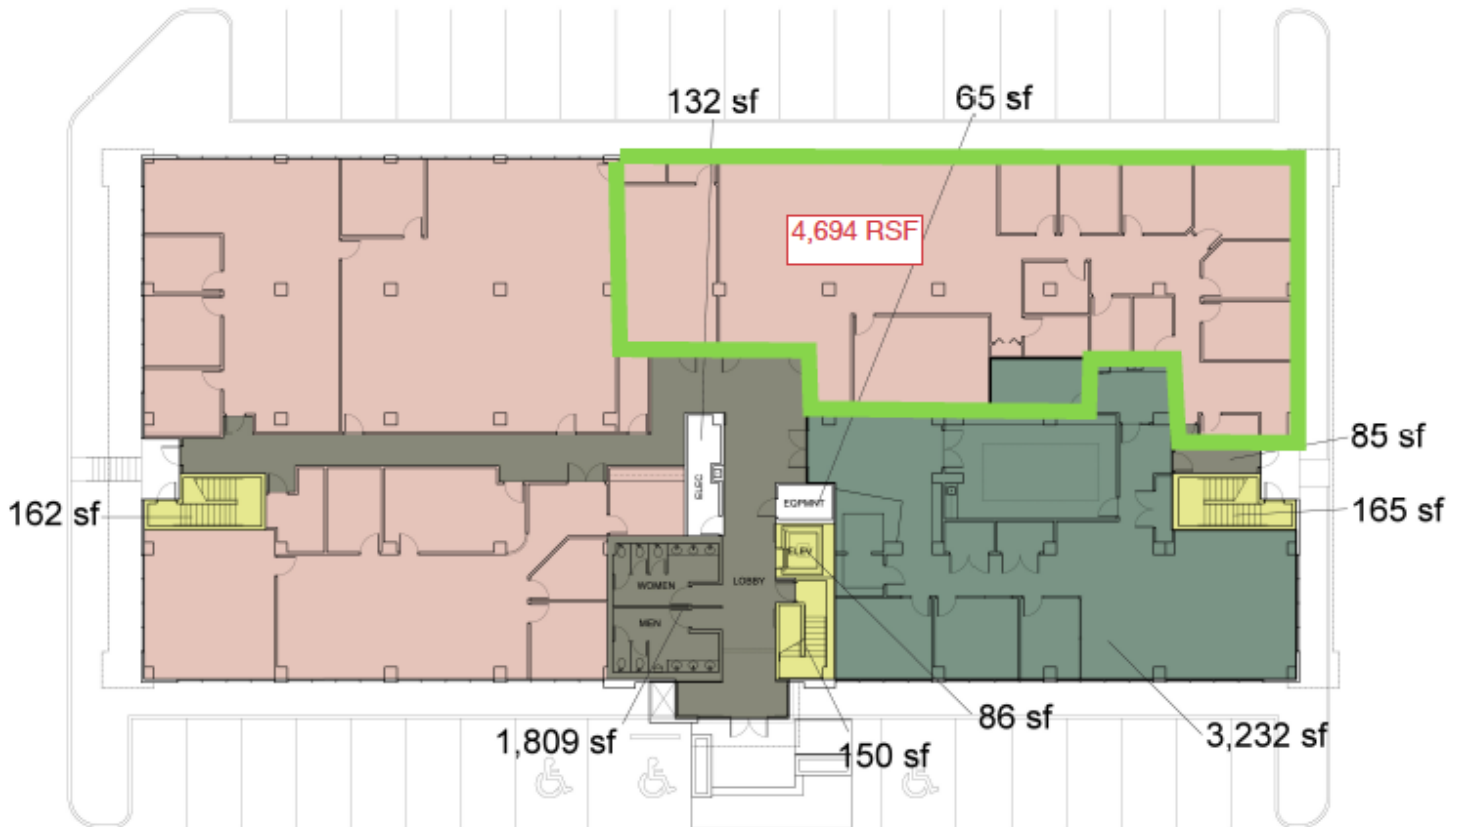 132 sf
65 sf
4,694 RSF
85 sf
ELEC
EQPMNT
162 sf
165 sf
ELEV
WOMEN
LOBBY
MEN
86 sf
1,809 sf
150 sf
3,232 sf